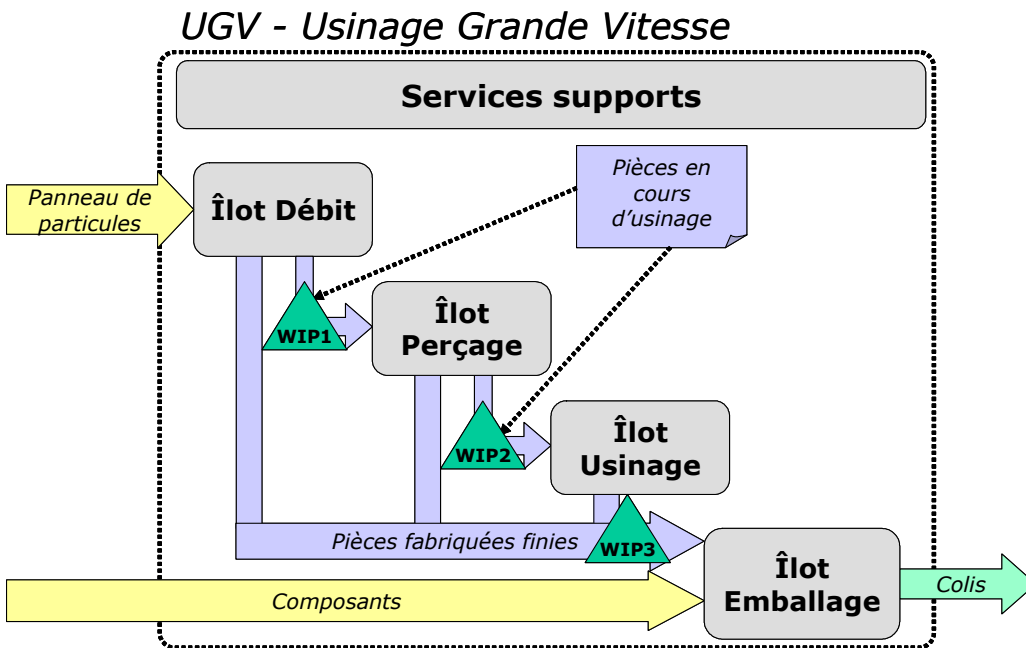 UGV - Usinage Grande Vitesse
Services supports
Panneau de
particules
Îlot Débit
Pièces en
cours
d’usinage
WIP1
Îlot
Perçage
WIP2
Îlot
Usinage
Pièces fabriquées finies
WIP3
Îlot
Emballage
Composants
Colis